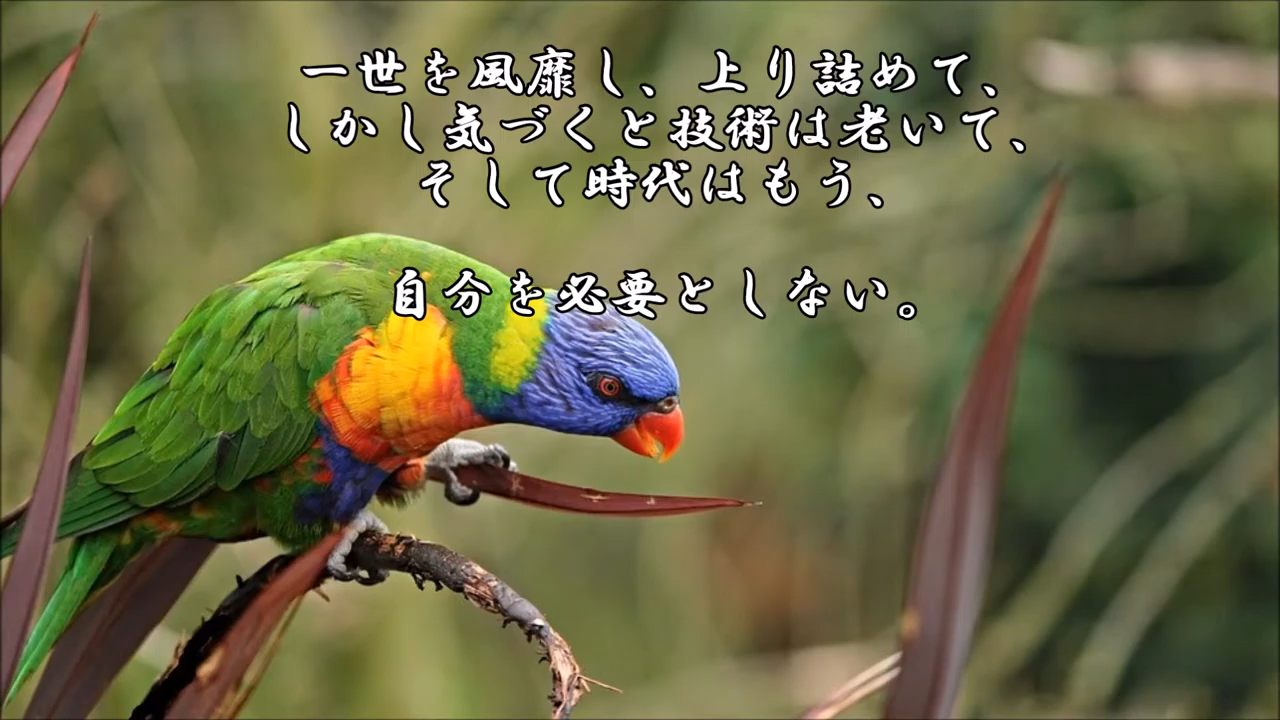 一世を風靡し、上り詰めて、
しかし気づくと技術は老いて、
そして時代はもう、
自分を必要としない。